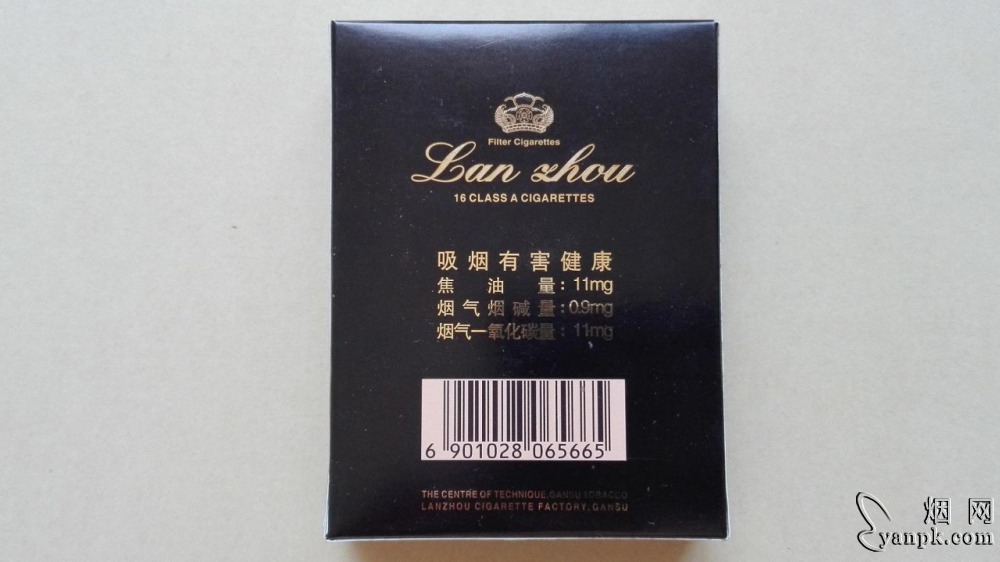 Filter Cigarettes
Lan zhou
16 CLASS A CIGARETTES
吸烟有害健康
焦油量：11mg
烟气烟碱量：0.9mg
烟气一氧化碳量：11mg
6 901028 065665
THE CENTRE OF TECHNIQUE,GANSU TOBACCO
LANZHOU CIGARETTE FACTORY,GANSU
烟网
yanpk.com